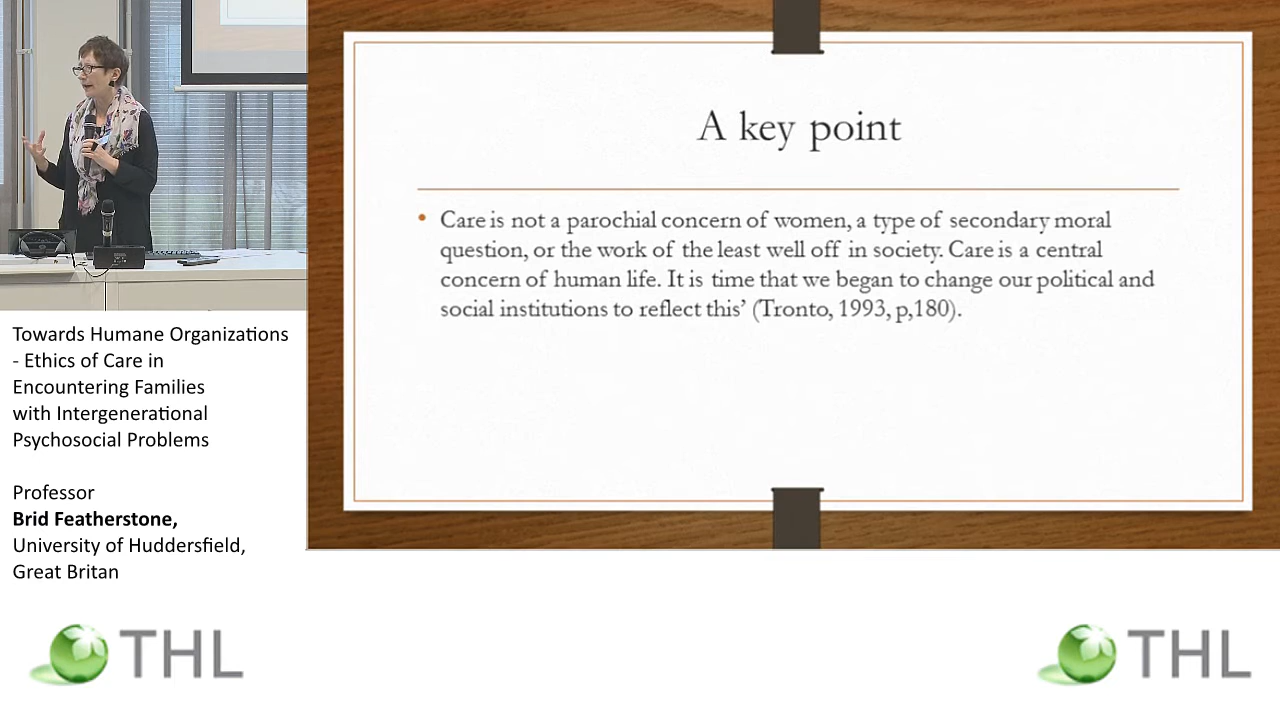 A key point
• Care is not a parochial concern of women, a type of secondary moral
question, or the work of the least well off in society. Care is a central
concern of human life. It is time that we began to change our political and
social institutions to reflect this’ (Tronto, 1993, p,180).
Towards Humane Organizations
- Ethics of Care in
Encountering Families
with Intergenerational
Psychosocial Problems
Professor
Brid Featherstone,
University of Huddersfield,
Great Britan
THL
THL